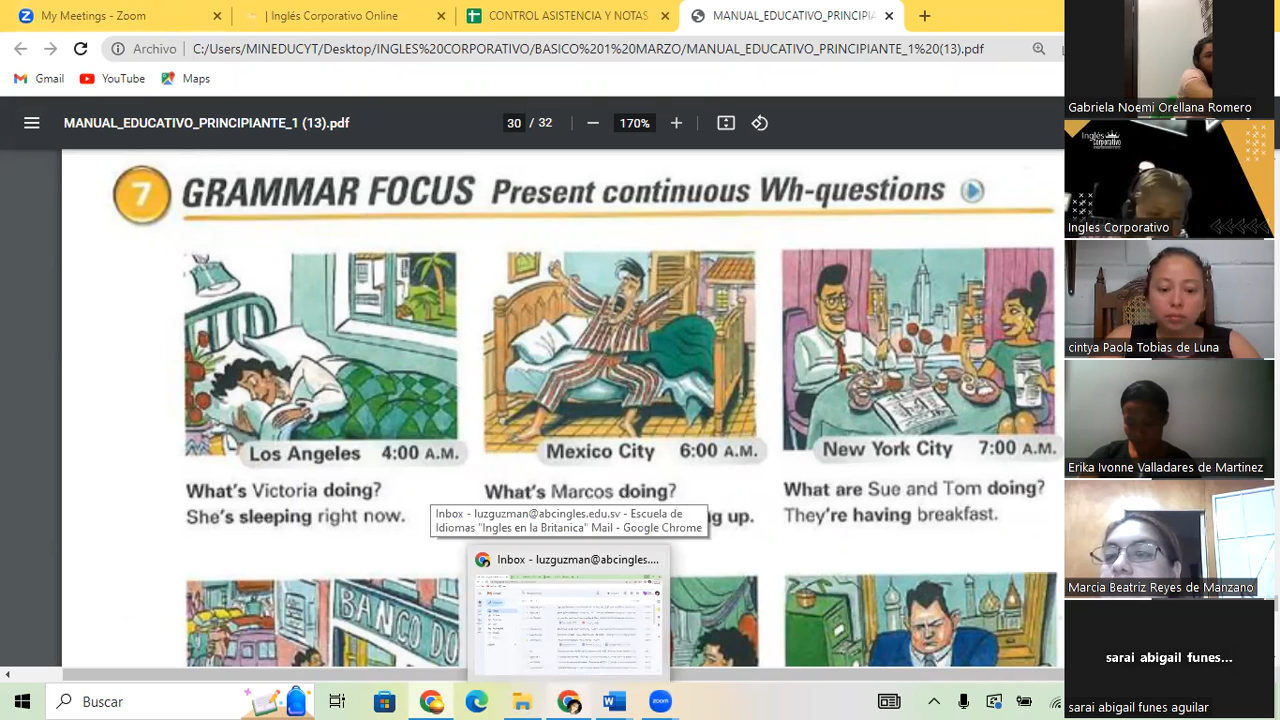 My Meetings - Zoom
| Inglés Corporativo Online
CONTROL ASISTENCIA Y NOTAS
MANUAL_EDUCATIVO_PRINCIPIA
Archivo
C:/Users/MINEDUCYT/Desktop/INGLES%20CORPORATIVO/BASICO%201%20MARZO/MANUAL_EDUCATIVO_PRINCIPIANTE_1%20(13).pdf
Gmail
YouTube
Maps
MANUAL_EDUCATIVO_PRINCIPIANTE_1 (13).pdf
30 / 32
170%
7 GRAMMAR FOCUS Present continuous Wh-questions
Los Angeles 4:00 A.M.
Mexico City 6:00 A.M.
New York City 7:00 A.M.
What's Victoria doing?
She's sleeping right now.
What's Marcos doing?
ng up.
What are Sue and Tom doing?
They're having breakfast.
Inbox - luzguzman@abcingles.edu.sv - Escuela de
Idiomas "Ingles en la Britanica" Mail - Google Chrome
Inbox - luzguzman@abcingles....
Buscar
zoom
Gabriela Noemi Orellana Romero
Inglés
Corporativo
Ingles Corporativo
cintya Paola Tobias de Luna
Erika Ivonne Valladares de Martinez
Marcia Beatriz Reyes de Manzano
sarai abigail funes...
sarai abigail funes aguilar